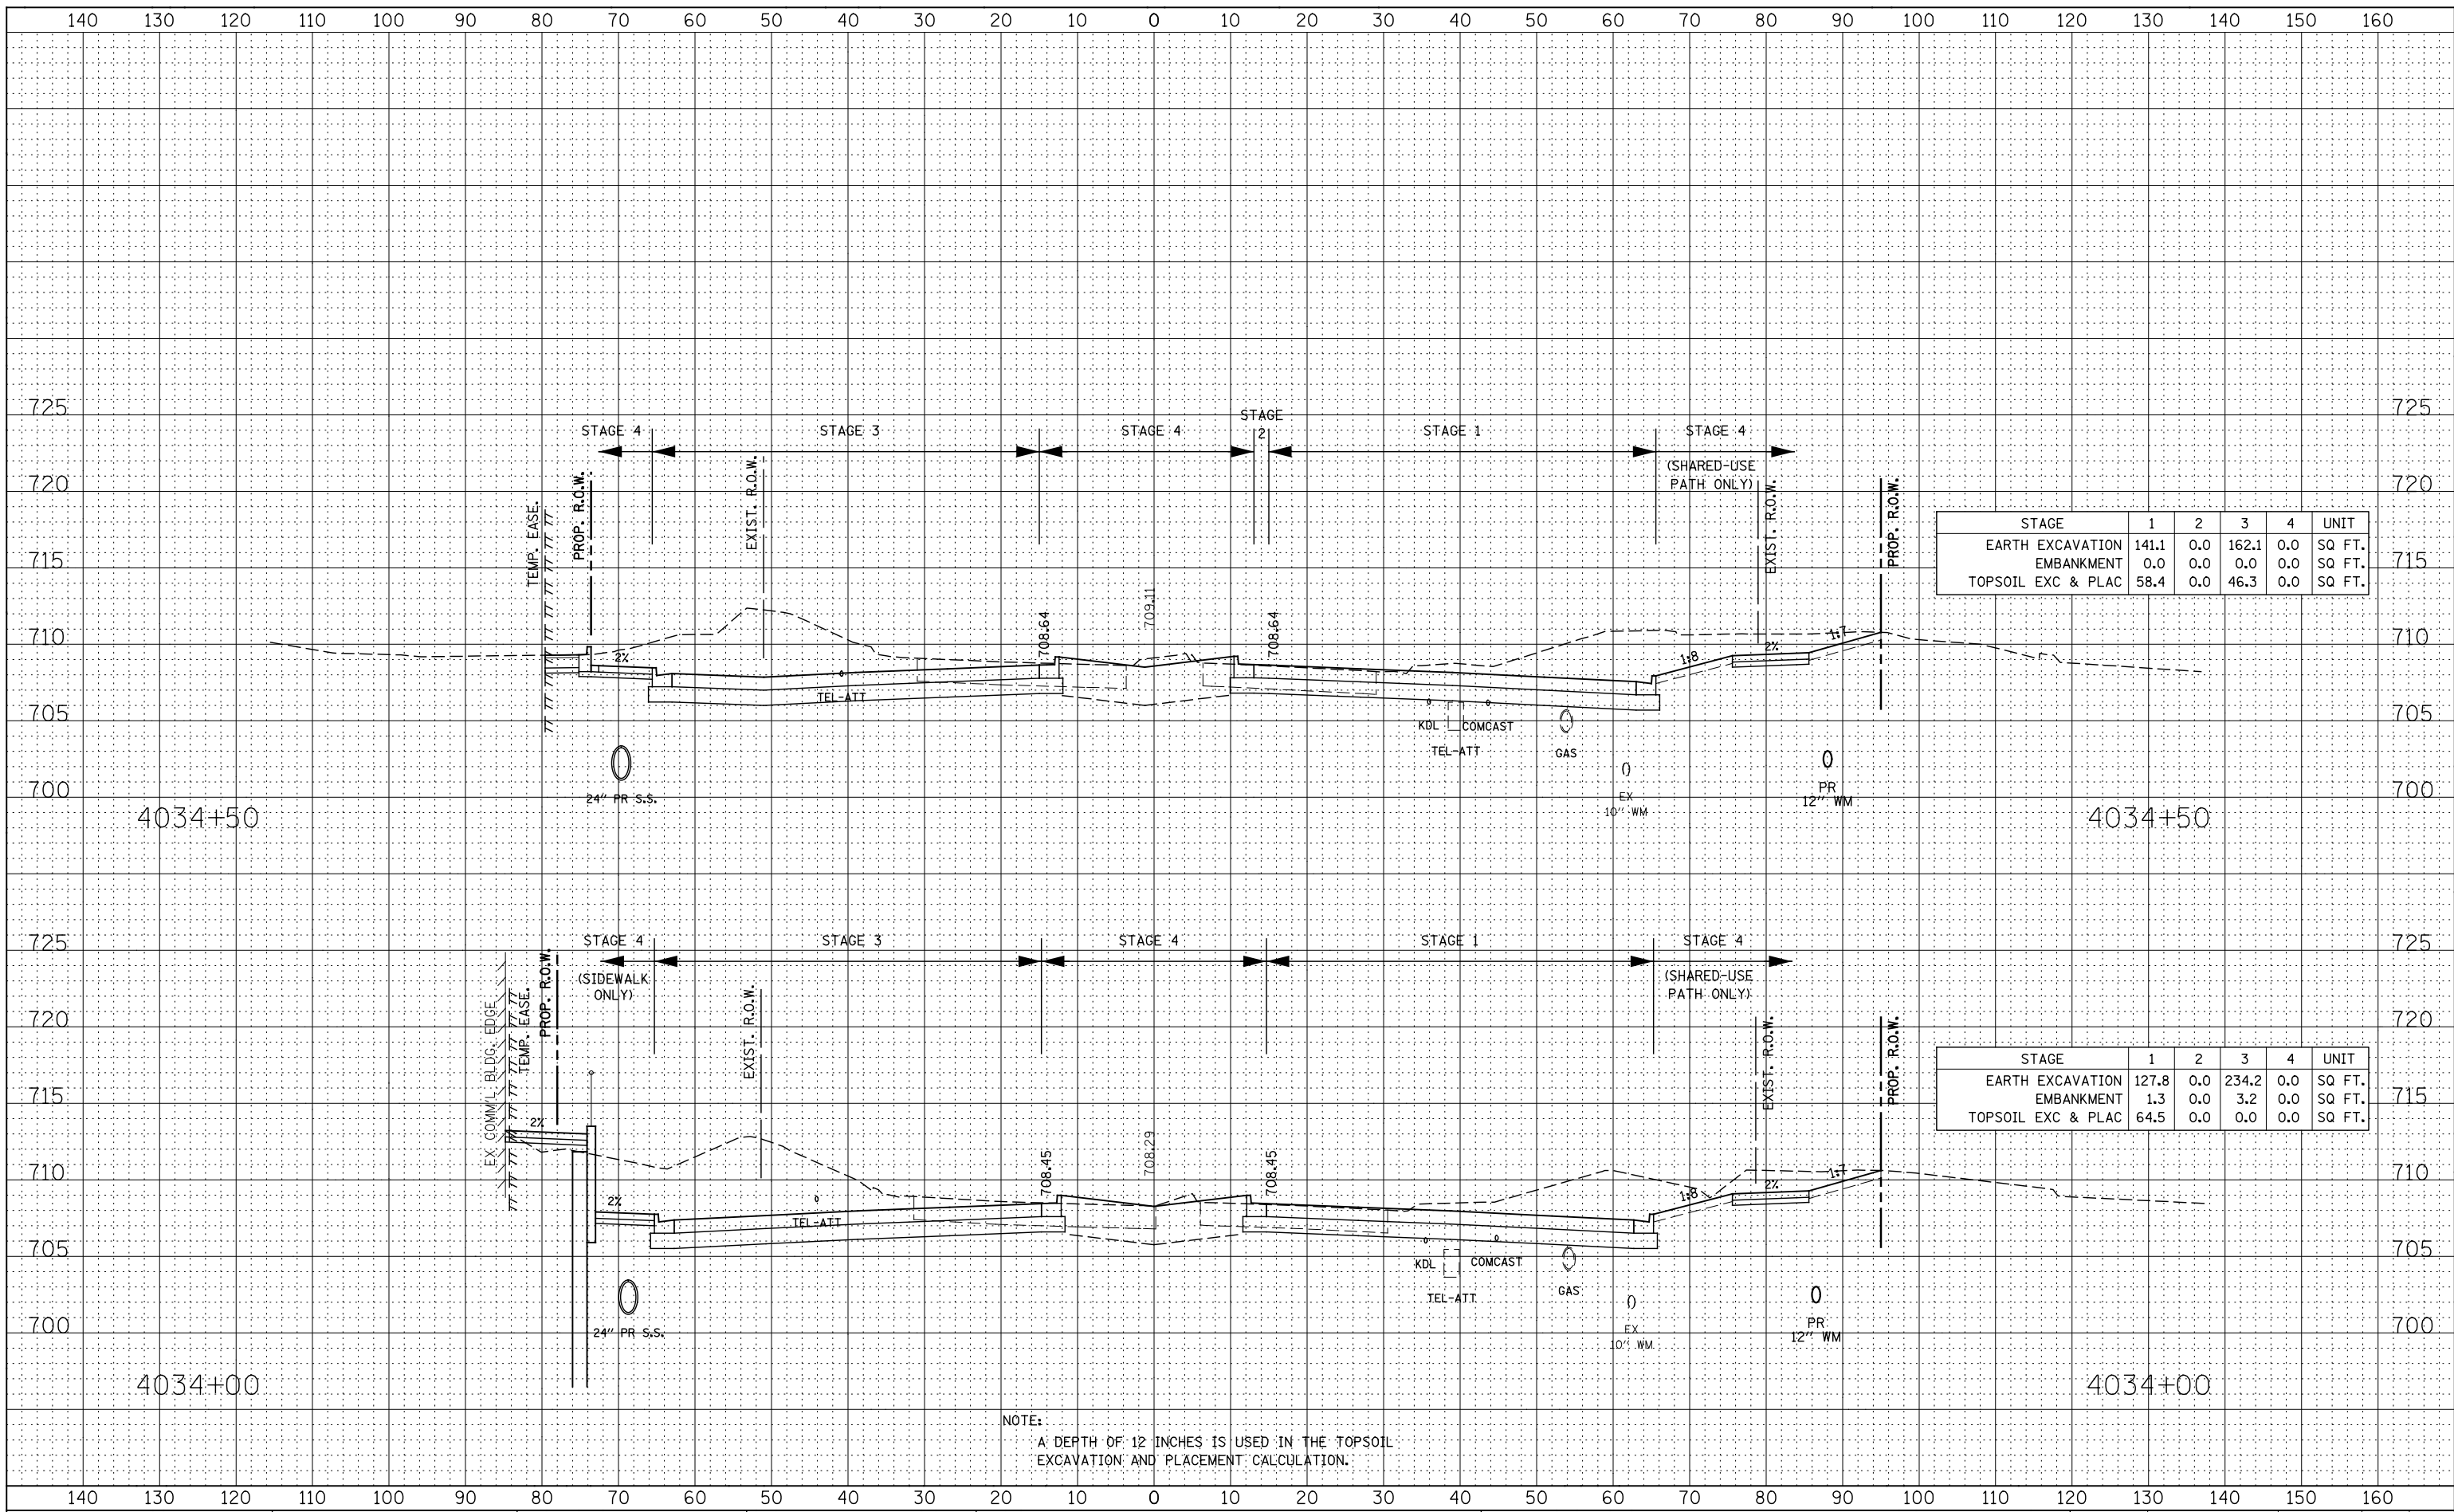 140 130 120 110 100 90 80 70 60 50 40 30 20 10 0 10 20 30 40 50 60 70 80 90 100 110 120 130 140 150 160
725 725
STAGE 4 STAGE 3 STAGE 4 STAGE 2 STAGE 1 STAGE 4
(SHARED-USE
PATH ONLY)
720 720
TEMP. EASE.
PROP. R.O.W.
EXIST. R.O.W.
EXIST. R.O.W.
PROP. R.O.W.
STAGE 1 2 3 4 UNIT
EARTH EXCAVATION 141.1 0.0 162.1 0.0 SQ FT.
EMBANKMENT 0.0 0.0 0.0 0.0 SQ FT.
TOPSOIL EXC & PLAC 58.4 0.0 46.3 0.0 SQ FT.
715 715
708.64
709.11
708.64
710 710
2% 1:8 2% 1:7
TEL-ATT
705 705
KDL COMCAST
TEL-ATT
GAS
24" PR S.S.
EX
10" WM
PR
12" WM
700 700
4034+50 4034+50
725 725
STAGE 4 STAGE 3 STAGE 4 STAGE 1 STAGE 4
(SIDEWALK
ONLY)
(SHARED-USE
PATH ONLY)
720 720
EX COMM'L BLDG. EDGE
TEMP. EASE.
PROP. R.O.W.
EXIST. R.O.W.
EXIST. R.O.W.
PROP. R.O.W.
STAGE 1 2 3 4 UNIT
EARTH EXCAVATION 127.8 0.0 234.2 0.0 SQ FT.
EMBANKMENT 1.3 0.0 3.2 0.0 SQ FT.
TOPSOIL EXC & PLAC 64.5 0.0 0.0 0.0 SQ FT.
715 715
2%
708.45
708.29
708.45
710 710
2% 1:8 2% 1:7
TEL-ATT
705 705
KDL COMCAST
TEL-ATT
GAS
24" PR S.S.
EX
10" WM
PR
12" WM
700 700
4034+00 4034+00
NOTE:
A DEPTH OF 12 INCHES IS USED IN THE TOPSOIL
EXCAVATION AND PLACEMENT CALCULATION.
140 130 120 110 100 90 80 70 60 50 40 30 20 10 0 10 20 30 40 50 60 70 80 90 100 110 120 130 140 150 160